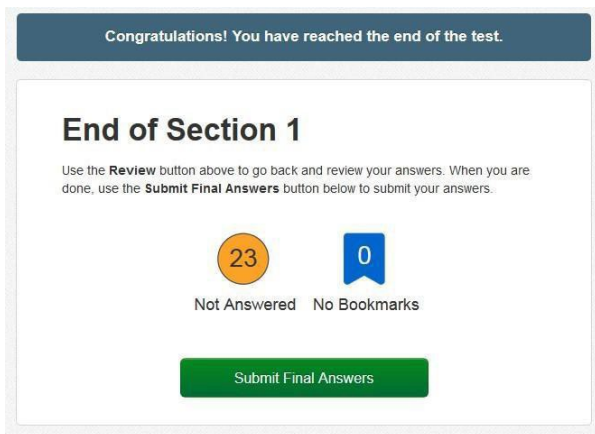 Congratulations! You have reached the end of the test.
End of Section 1
Use the Review button above to go back and review your answers. When you are
done, use the Submit Final Answers button below to submit your answers.
23 0
Not Answered No Bookmarks
Submit Final Answers